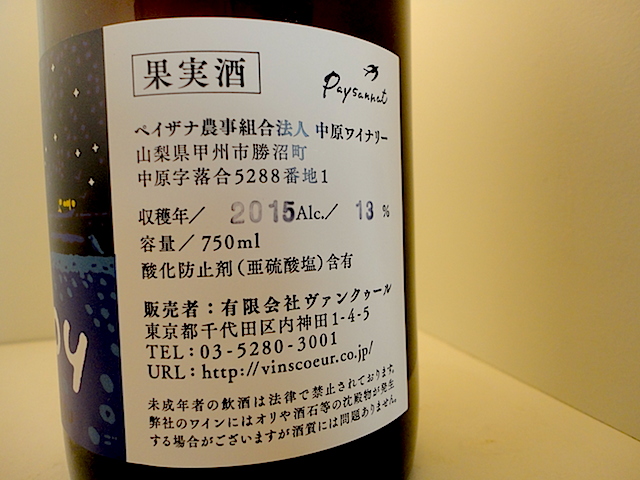 果実酒
Paysannat
ペイザナ農事組合法人 中原ワイナリー
山梨県甲州市勝沼町
中原字落合5288番地1
収穫年／ 2015 Alc.／ 13 %
容量／750ml
酸化防止剤（亜硫酸塩）含有
販売者：有限会社ヴァンクゥール
東京都千代田区内神田1-4-5
TEL：03-5280-3001
URL：http://vinscoeur.co.jp/
未成年者の飲酒は法律で禁止されております。
弊社のワインにはオリや酒石等の沈殿物が発生
する場合がございますが酒質には問題ありません。